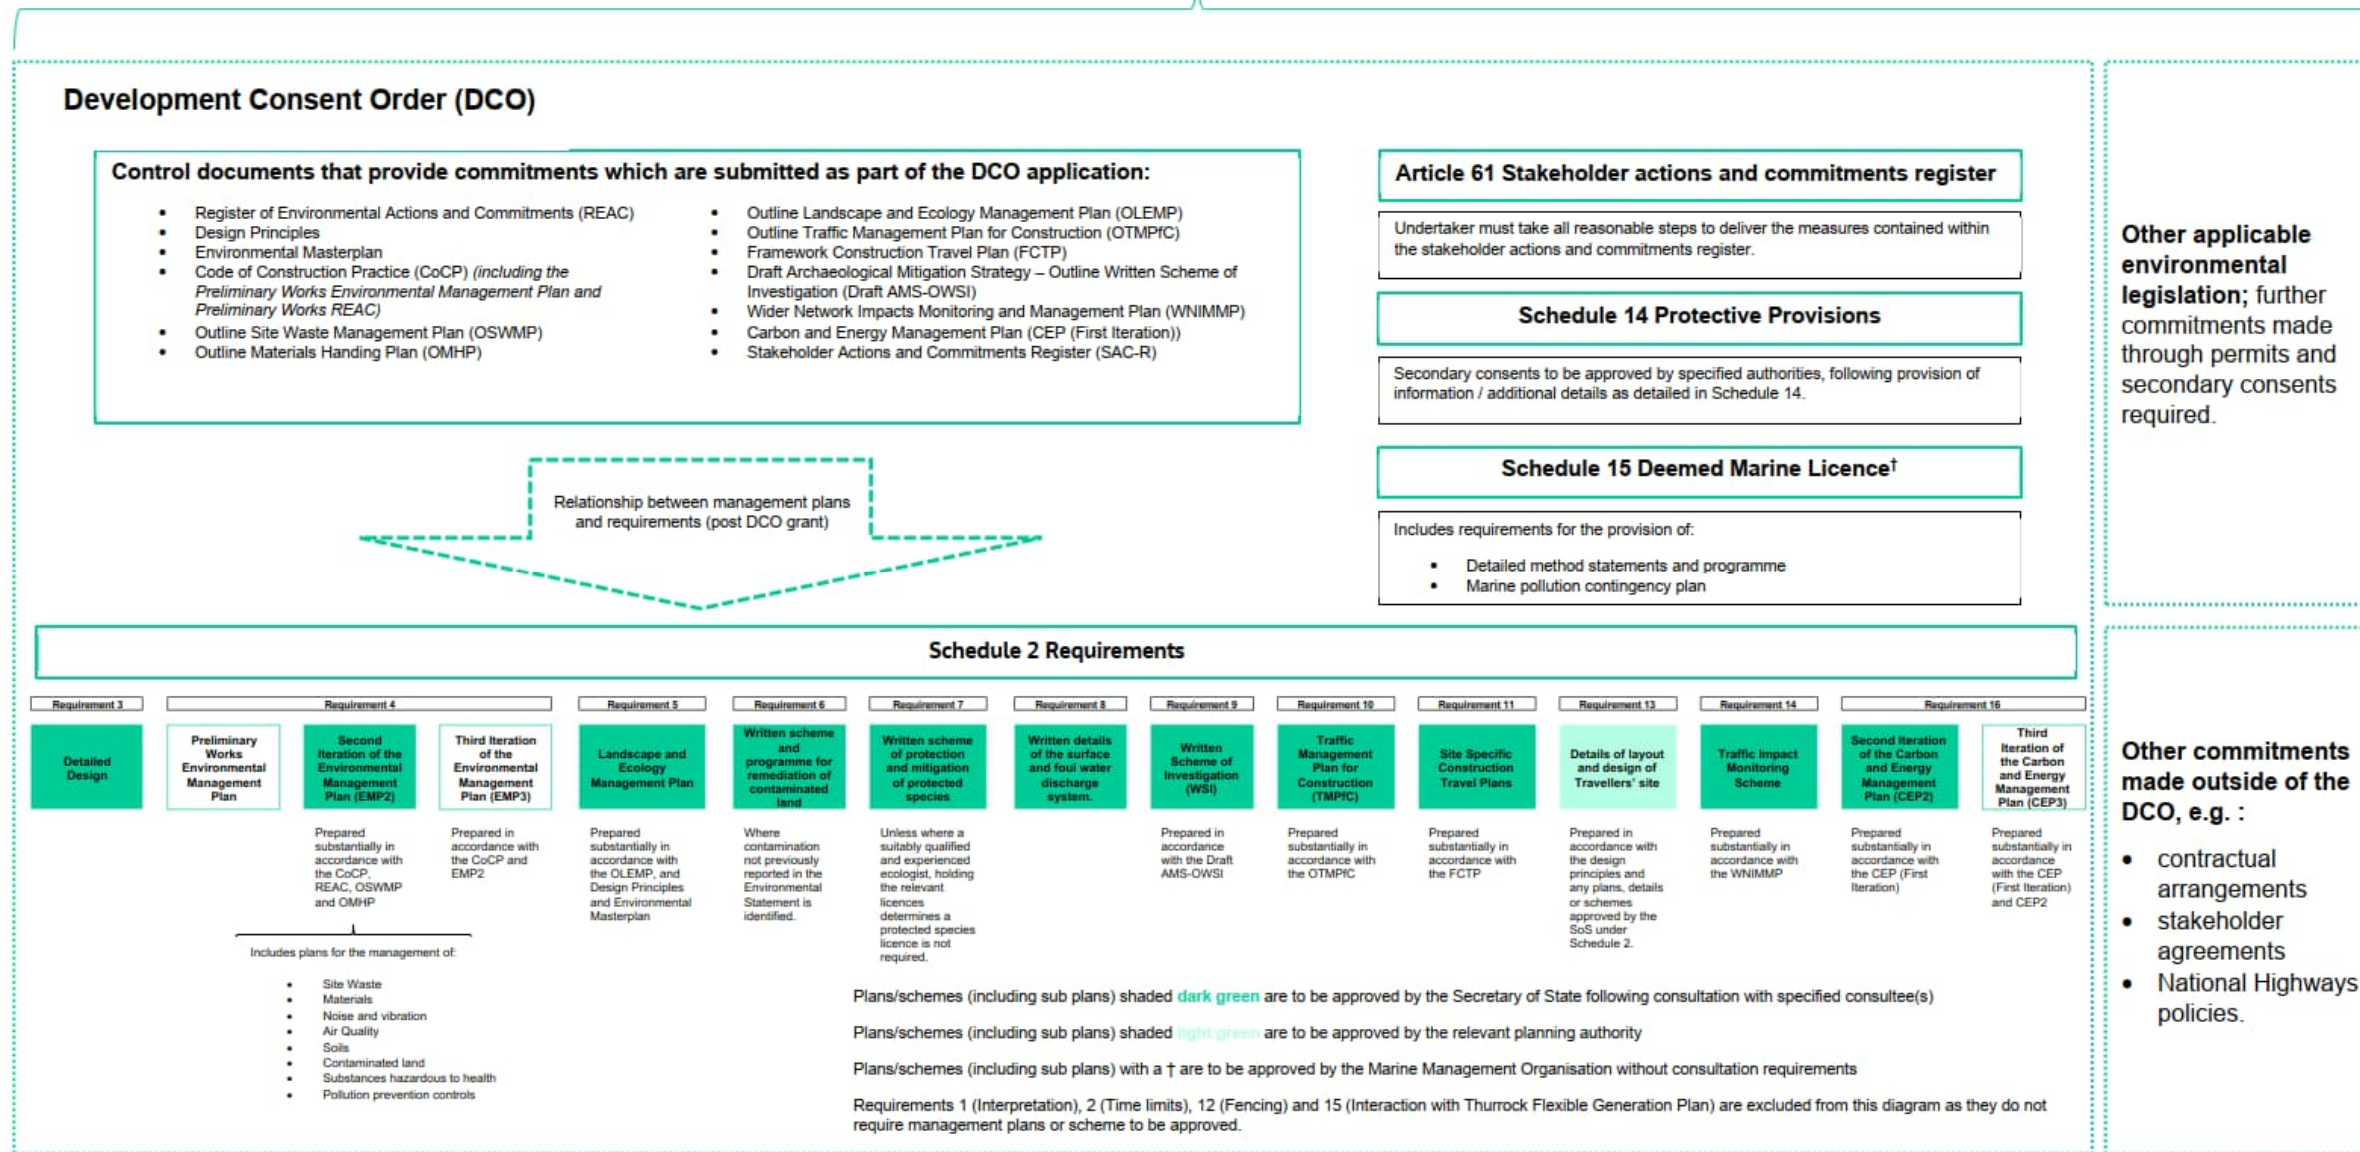 Development Consent Order (DCO)
Control documents that provide commitments which are submitted as part of the DCO application:
• Register of Environmental Actions and Commitments (REAC)
• Design Principles
• Environmental Masterplan
• Code of Construction Practice (CoCP) (including the
Preliminary Works Environmental Management Plan and
Preliminary Works REAC)
• Outline Site Waste Management Plan (OSWMP)
• Outline Materials Handing Plan (OMHP)
• Outline Landscape and Ecology Management Plan (OLEMP)
• Outline Traffic Management Plan for Construction (OTMPfC)
• Framework Construction Travel Plan (FCTP)
• Draft Archaeological Mitigation Strategy – Outline Written Scheme of
Investigation (Draft AMS-OWSI)
• Wider Network Impacts Monitoring and Management Plan (WNIMMP)
• Carbon and Energy Management Plan (CEP (First Iteration))
• Stakeholder Actions and Commitments Register (SAC-R)
Article 61 Stakeholder actions and commitments register
Undertaker must take all reasonable steps to deliver the measures contained within
the stakeholder actions and commitments register.
Schedule 14 Protective Provisions
Secondary consents to be approved by specified authorities, following provision of
information / additional details as detailed in Schedule 14.
Schedule 15 Deemed Marine Licence†
Includes requirements for the provision of:
• Detailed method statements and programme
• Marine pollution contingency plan
Other applicable
environmental
legislation; further
commitments made
through permits and
secondary consents
required.
Relationship between management plans
and requirements (post DCO grant)
Schedule 2 Requirements
Requirement 3
Detailed
Design
Requirement 4
Preliminary
Works
Environmental
Management
Plan
Second
Iteration of the
Environmental
Management
Plan (EMP2)
Prepared
substantially in
accordance with
the CoCP,
REAC, OSWMP
and OMHP
Third Iteration
of the
Environmental
Management
Plan (EMP3)
Prepared in
accordance with
the CoCP and
EMP2
Includes plans for the management of:
• Site Waste
• Materials
• Noise and vibration
• Air Quality
• Soils
• Contaminated land
• Substances hazardous to health
• Pollution prevention controls
Requirement 5
Landscape and
Ecology
Management Plan
Prepared
substantially in
accordance with
the OLEMP, and
Design Principles
and Environmental
Masterplan
Requirement 6
Written scheme
and
programme for
remediation of
contaminated
land
Where
contamination
not previously
reported in the
Environmental
Statement is
identified.
Requirement 7
Written scheme
of protection
and mitigation
of protected
species
Unless where a
suitably qualified
and experienced
ecologist, holding
the relevant
licences
determines a
protected species
licence is not
required.
Requirement 8
Written details
of the surface
and foul water
discharge
system.
Requirement 9
Written
Scheme of
Investigation
(WSI)
Prepared in
accordance
with the Draft
AMS-OWSI
Requirement 10
Traffic
Management
Plan for
Construction
(TMPfC)
Prepared
substantially in
accordance with
the OTMPfC
Requirement 11
Site Specific
Construction
Travel Plans
Prepared
substantially in
accordance with
the FCTP
Requirement 13
Details of layout
and design of
Travellers' site
Prepared in
accordance with
the design
principles and
any plans, details
or schemes
approved by the
SoS under
Schedule 2.
Requirement 14
Traffic Impact
Monitoring
Scheme
Prepared
substantially in
accordance with
the WNIMMP
Requirement 16
Second Iteration
of the Carbon
and Energy
Management
Plan (CEP2)
Prepared
substantially in
accordance with
the CEP (First
Iteration)
Third
Iteration of
the Carbon
and Energy
Management
Plan (CEP3)
Prepared
substantially in
accordance
with the CEP
(First Iteration)
and CEP2
Plans/schemes (including sub plans) shaded dark green are to be approved by the Secretary of State following consultation with specified consultee(s)
Plans/schemes (including sub plans) shaded light green are to be approved by the relevant planning authority
Plans/schemes (including sub plans) with a † are to be approved by the Marine Management Organisation without consultation requirements
Requirements 1 (Interpretation), 2 (Time limits), 12 (Fencing) and 15 (Interaction with Thurrock Flexible Generation Plan) are excluded from this diagram as they do not
require management plans or scheme to be approved.
Other commitments
made outside of the
DCO, e.g. :
• contractual
arrangements
• stakeholder
agreements
• National Highways
policies.